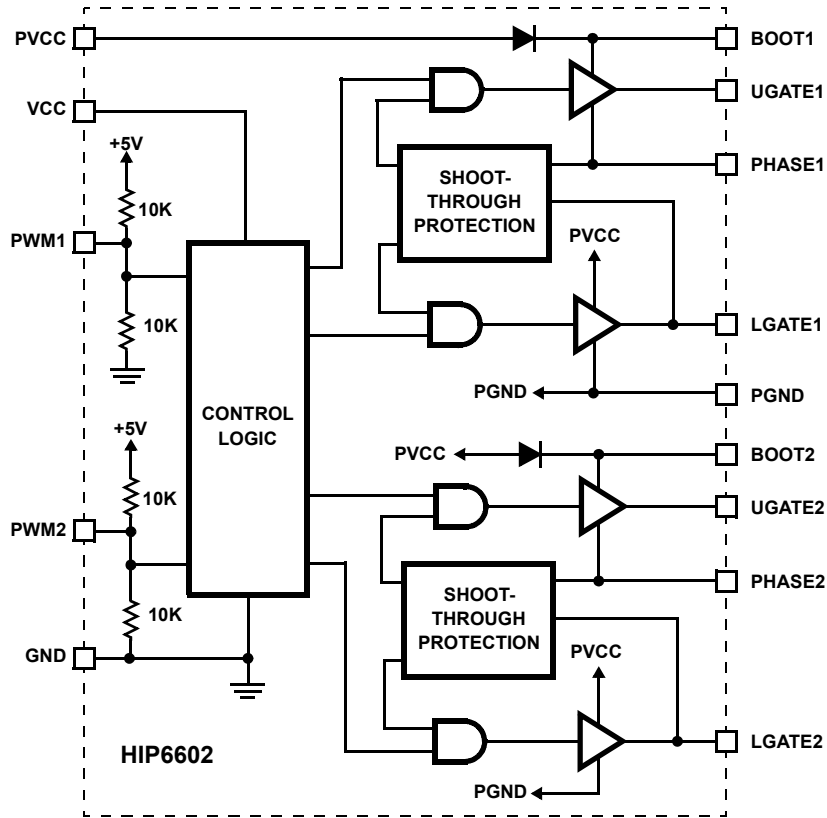 PVCC
BOOT1
UGATE1
VCC
+5V
10K
SHOOT-
THROUGH
PROTECTION
PHASE1
PWM1
PVCC
10K
LGATE1
PGND
PGND
CONTROL
LOGIC
+5V
PVCC
BOOT2
10K
UGATE2
PWM2
SHOOT-
THROUGH
PROTECTION
PHASE2
10K
GND
PVCC
HIP6602
LGATE2
PGND